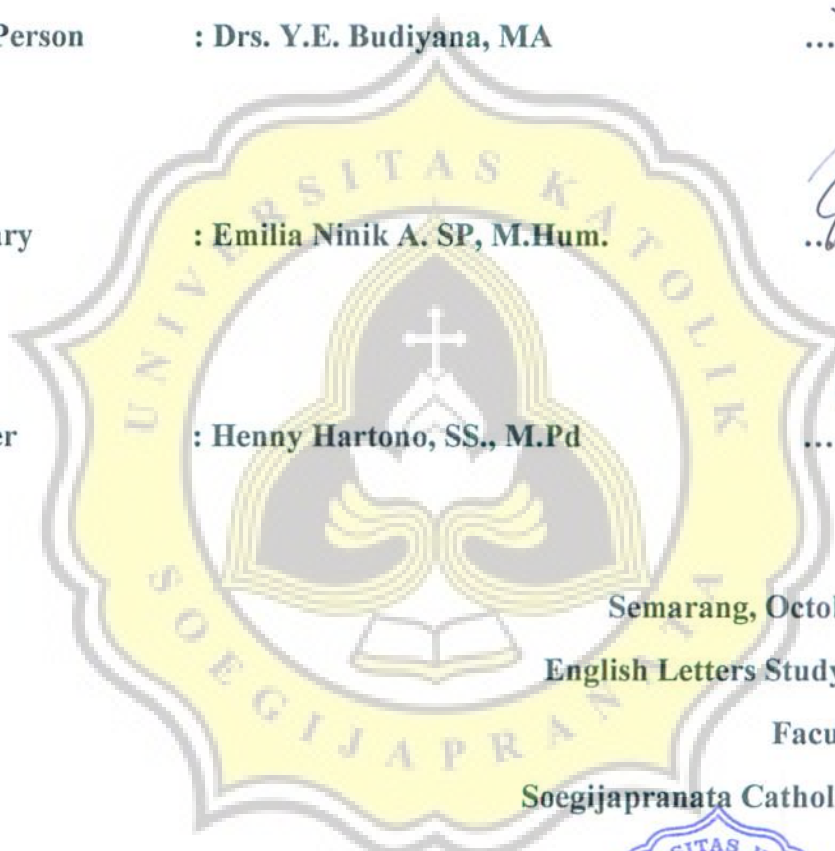 Person : Drs. Y.E. Budiyana, MA ...
ry : Emilia Ninik A. SP, M.Hum. ..
er : Henny Hartono, SS., M.Pd ...
Semarang, Octo
English Letters Study
Facu
Soegijapranata Cathol
UNIVERSITAS KATOLIK
SOEGIJAPRANATA
SITAS